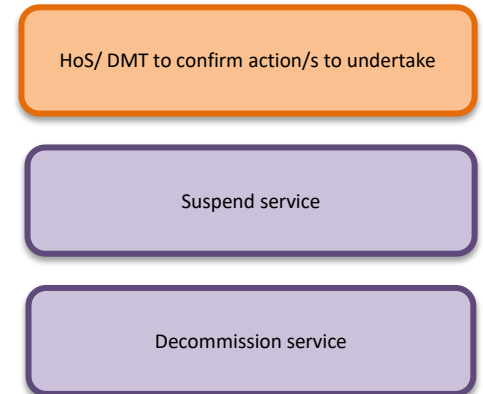 HoS/ DMT to confirm action/s to undertake
Suspend service
Decommission service